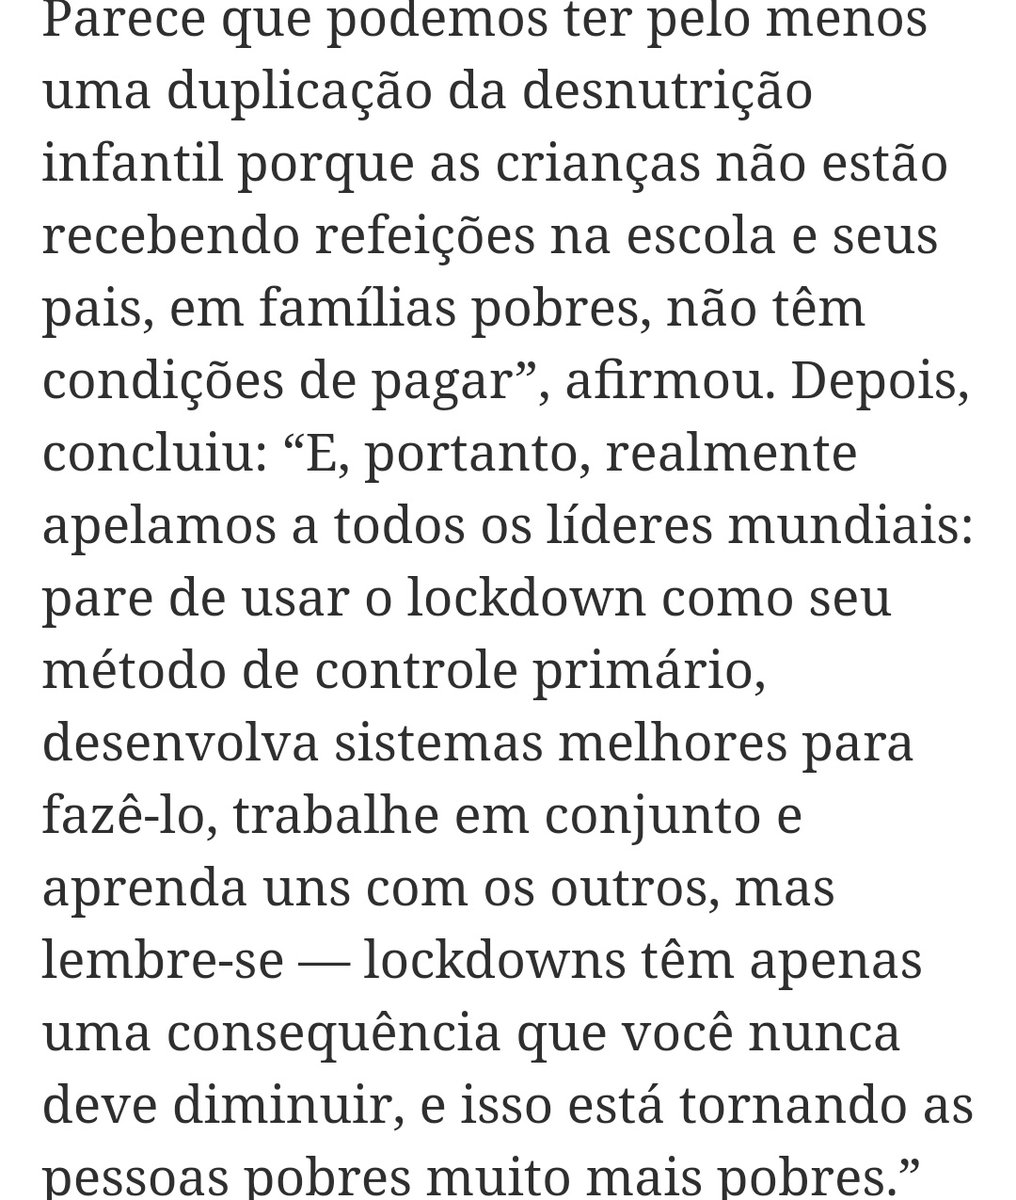 Parece que podemos ter pelo menos
uma duplicação da desnutrição
infantil porque as crianças não estão
recebendo refeições na escola e seus
pais, em famílias pobres, não têm
condições de pagar”, afirmou. Depois,
concluiu: “E, portanto, realmente
apelamos a todos os líderes mundiais:
pare de usar o lockdown como seu
método de controle primário,
desenvolva sistemas melhores para
fazê-lo, trabalhe em conjunto e
aprenda uns com os outros, mas
lembre-se — lockdowns têm apenas
uma consequência que você nunca
deve diminuir, e isso está tornando as
pessoas pobres muito mais pobres.”